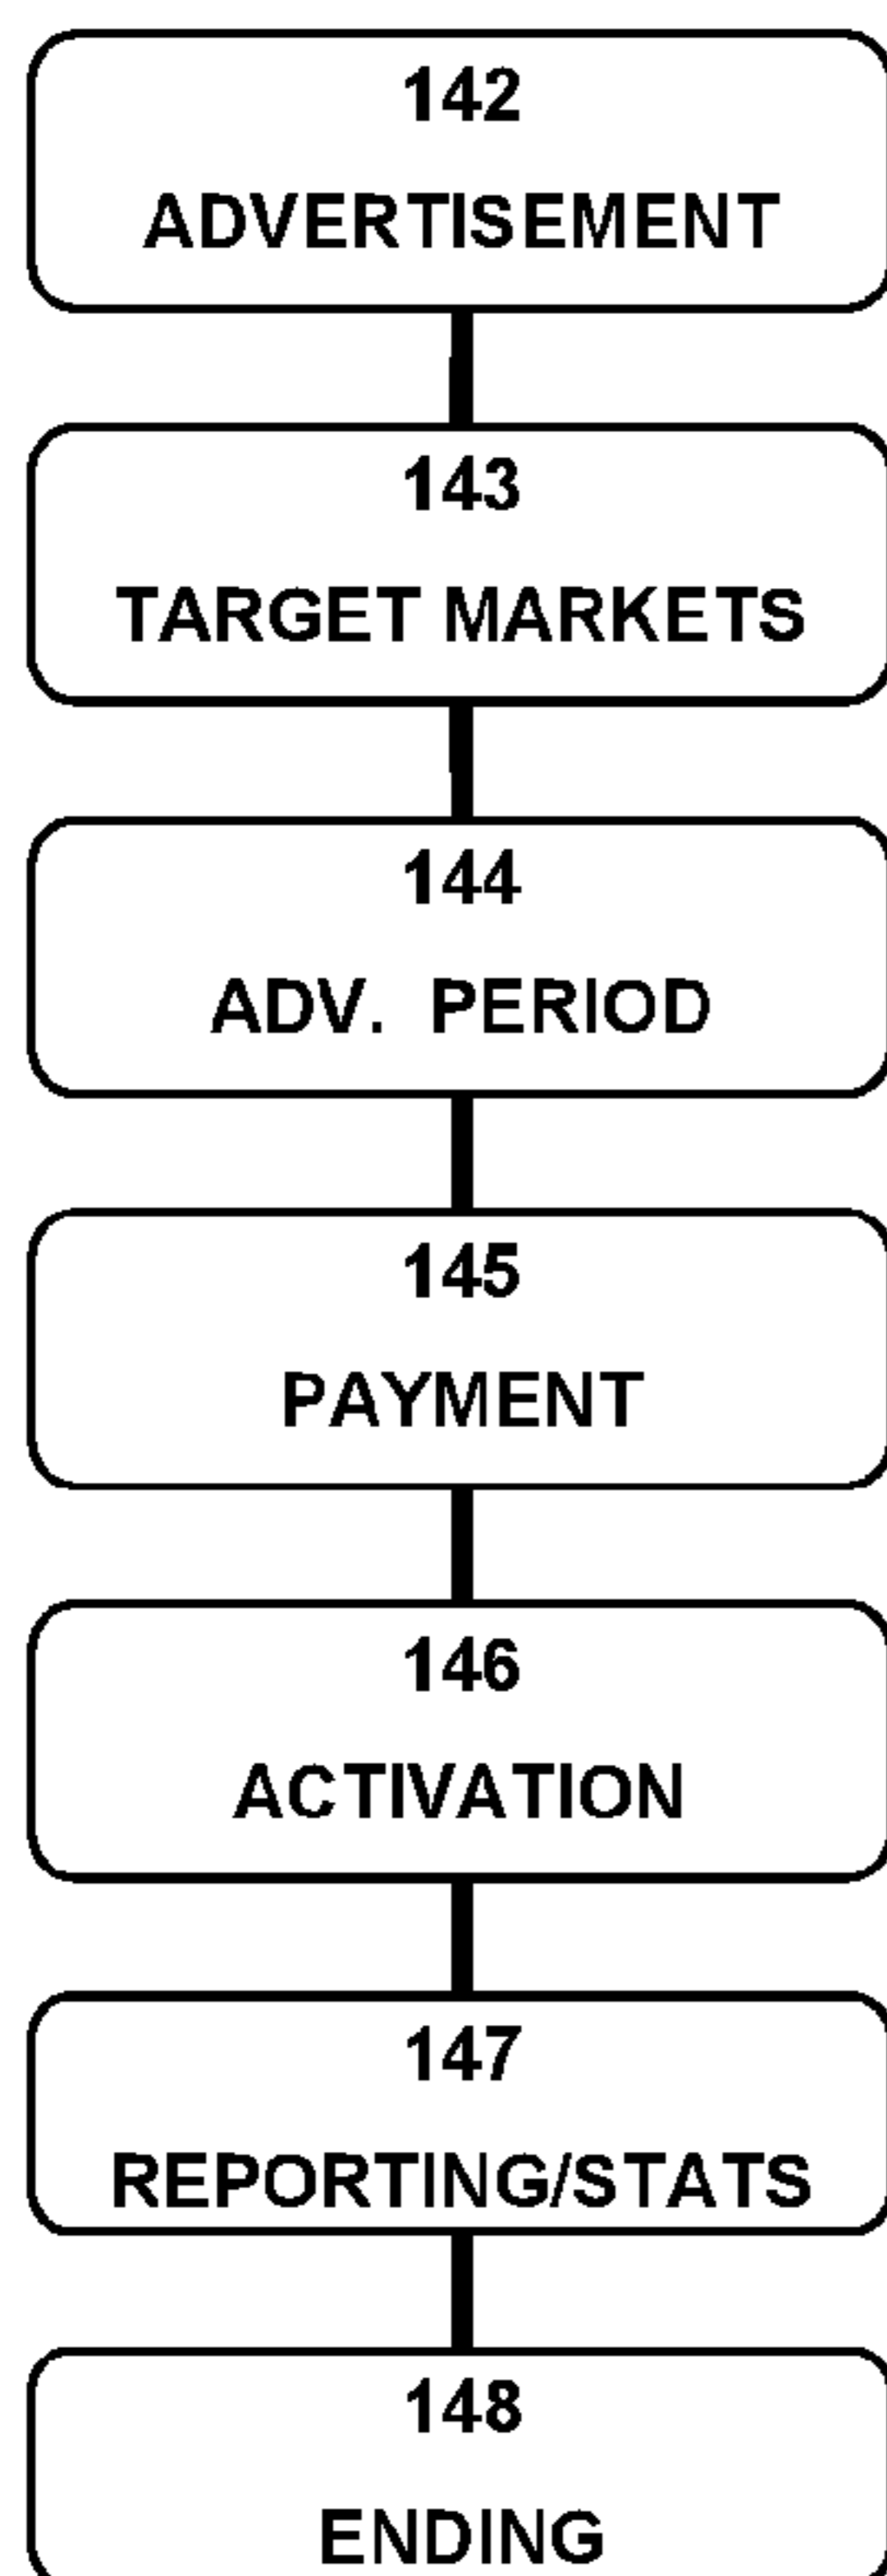 142
ADVERTISEMENT
143
TARGET MARKETS
144
ADV. PERIOD
145
PAYMENT
146
ACTIVATION
147
REPORTING/STATS
148
ENDING